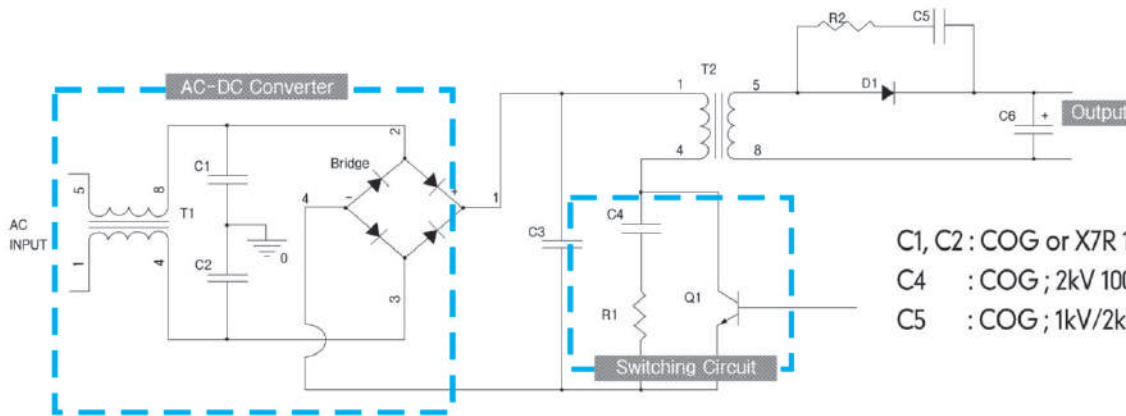 AC-DC Converter
R2
C5
T2
1
5
D1
C6
+
Output
4
8
2
C1
Bridge
5
8
T1
4
-
+
1
AC
INPUT
C3
C4
0
1
4
C2
3
R1
Q1
Switching Circuit
C1, C2 : COG or X7R
C4 : COG ; 2kV
C5 : COG ; 1kV/